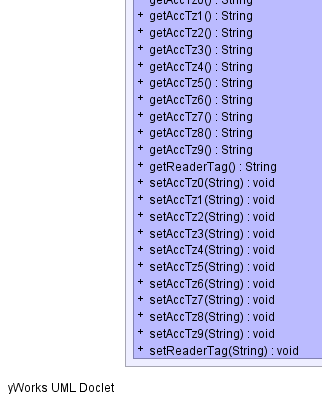 getAccTz0() : String
+ getAccTz1() : String
+ getAccTz2() : String
+ getAccTz3() : String
+ getAccTz4() : String
+ getAccTz5() : String
+ getAccTz6() : String
+ getAccTz7() : String
+ getAccTz8() : String
+ getAccTz9() : String
+ getReaderTag() : String
+ setAccTz0(String) : void
+ setAccTz1(String) : void
+ setAccTz2(String) : void
+ setAccTz3(String) : void
+ setAccTz4(String) : void
+ setAccTz5(String) : void
+ setAccTz6(String) : void
+ setAccTz7(String) : void
+ setAccTz8(String) : void
+ setAccTz9(String) : void
+ setReaderTag(String) : void
yWorks UML Doclet